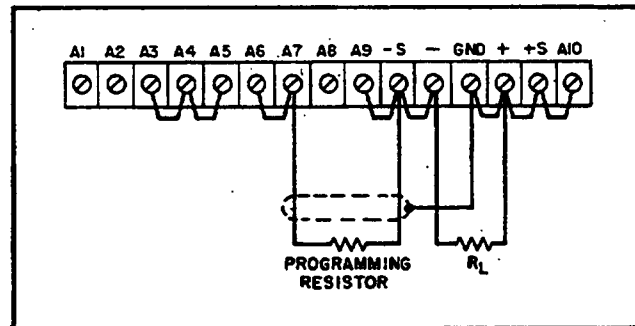 A1 A2 A3 A4 A5 A6 A7 A8 A9 -S - GND + +S A10
PROGRAMMING
RESISTOR
RL